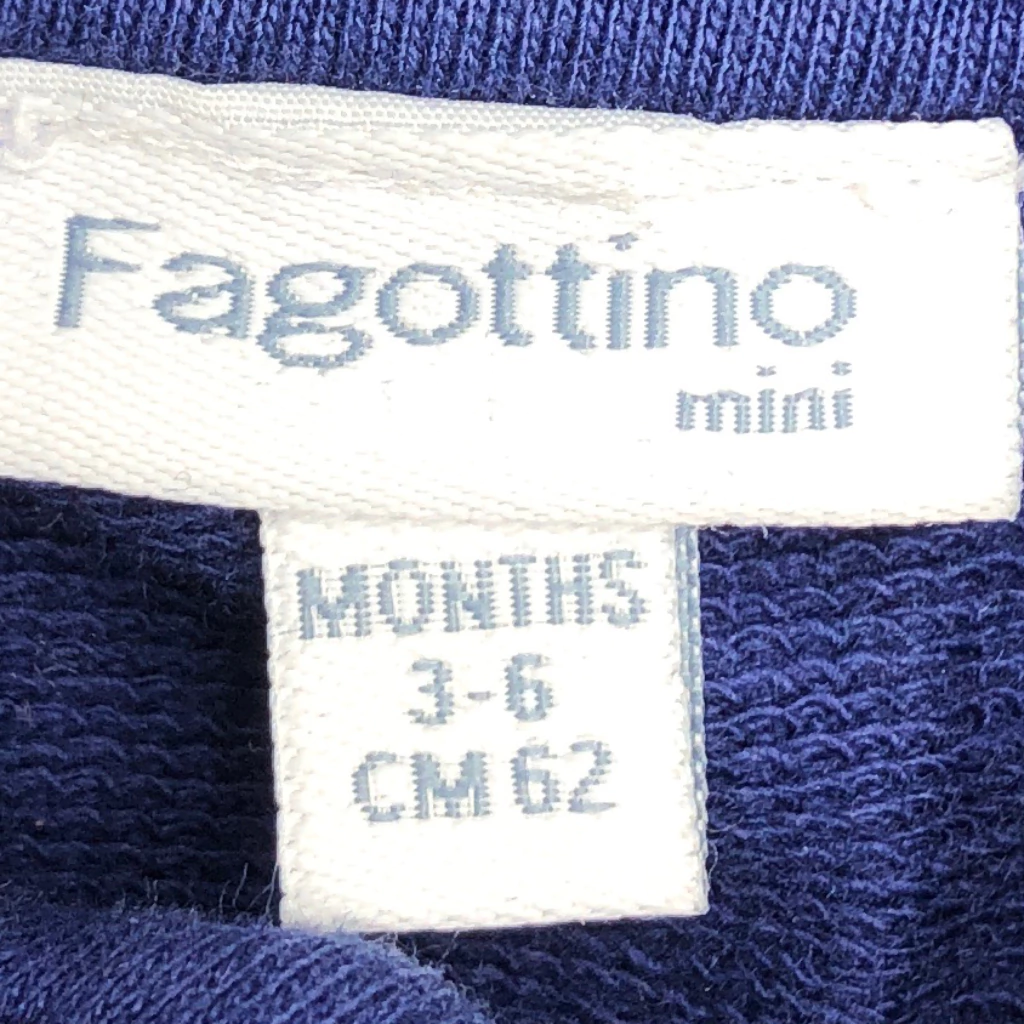 Fagottino
mini
MONTHS
3-6
CM 62